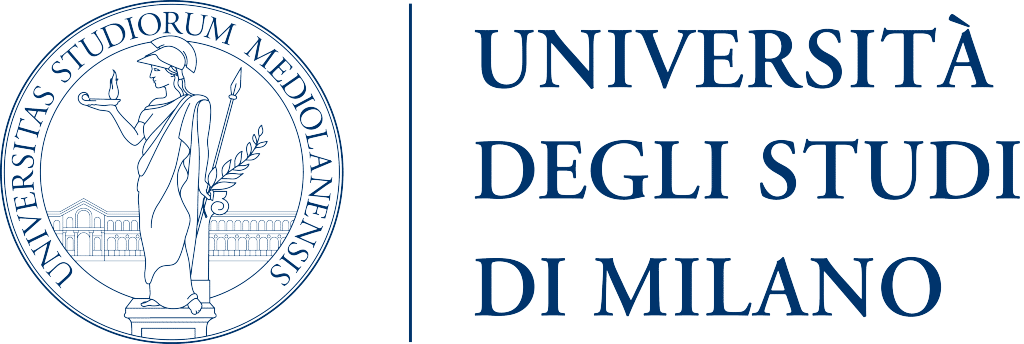 UNIVERSITAS STUDIORUM MEDIOLANENSIS
UNIVERSITÀ
DEGLI STUDI
DI MILANO